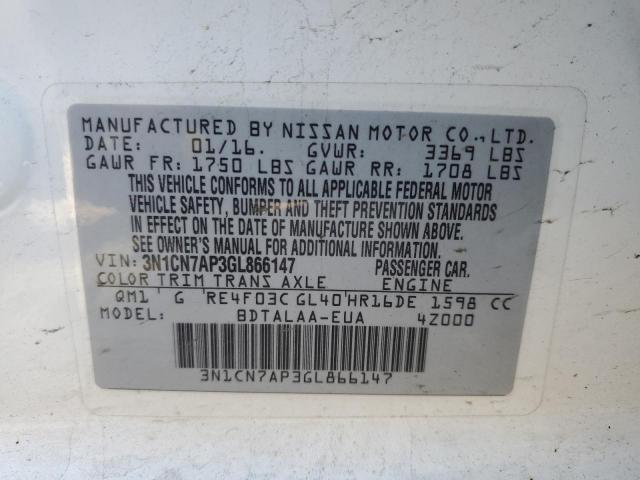 MANUFACTURED BY NISSAN MOTOR CO., LTD.
DATE: 01/16. GVWR: 3369 LBS
GAWR FR: 1750 LBS GAWR RR: 1708 LBS
THIS VEHICLE CONFORMS TO ALL APPLICABLE FEDERAL MOTOR
VEHICLE SAFETY, BUMPER AND THEFT PREVENTION STANDARDS
IN EFFECT ON THE DATE OF MANUFACTURE SHOWN ABOVE.
SEE OWNER'S MANUAL FOR ADDITIONAL INFORMATION.
VIN: 3N1CN7AP3GL866147 PASSENGER CAR.
COLOR TRIM TRANS AXLE ENGINE
QM1 G RE4F03C GL40 HR16DE 1598 CC
MODEL: BDTALAA-EUA 4Z000
3N1CN7AP3GL866147